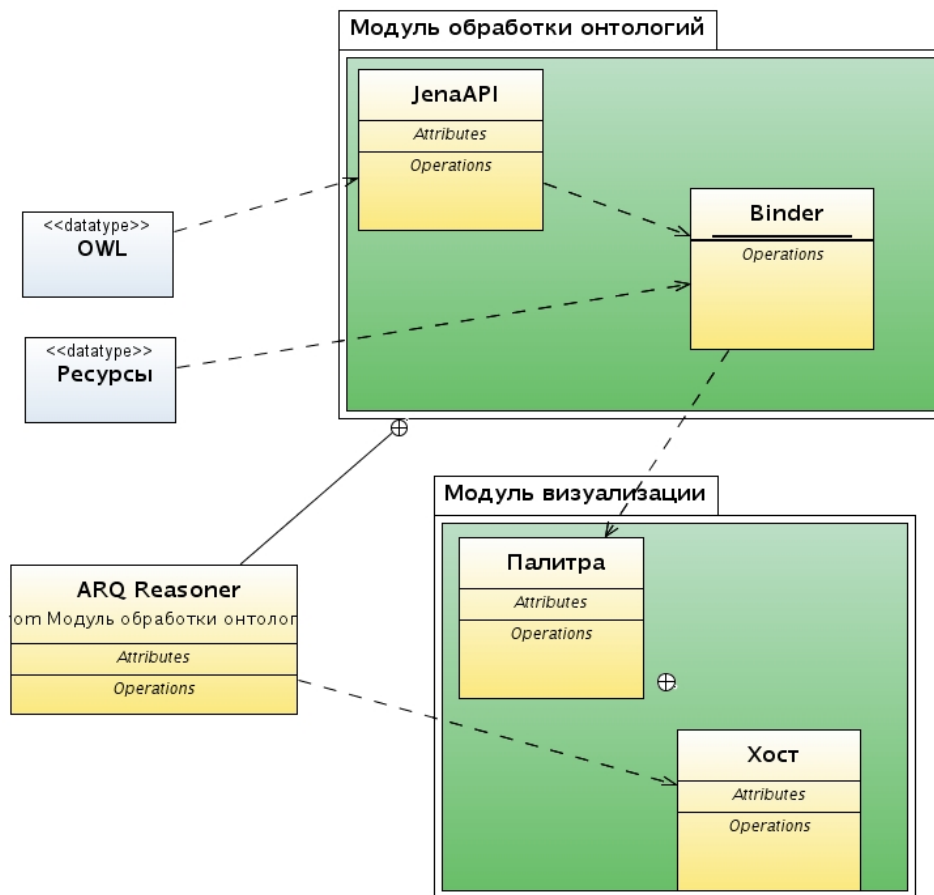 Модуль обработки онтологий
JenaAPI
Attributes
Operations
Binder
Operations
<<datatype>>
OWL
<<datatype>>
Ресурсы
Модуль визуализации
Палитра
Attributes
Operations
ARQ Reasoner
om Модуль обработки онтолог
Attributes
Operations
Хост
Attributes
Operations